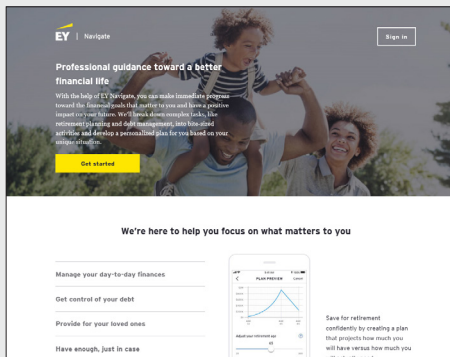 EY | Navigate
Sign in
Professional guidance toward a better
financial life
With the help of EY Navigate, you can make immediate progress
toward the financial goals that matter to you and have a positive
impact on your future. We'll break down complex tasks, like
retirement planning and debt management, into bite-sized
activities and develop a personalized plan for you based on your
unique situation.
Get started
We're here to help you focus on what matters to you
Manage your day-to-day finances
Get control of your debt
Provide for your loved ones
Have enough, just in case
PLAN PREVIEW
Adjust your retirement age
Save for retirement
confidently by creating a plan
that projects how much you
will have versus how much you